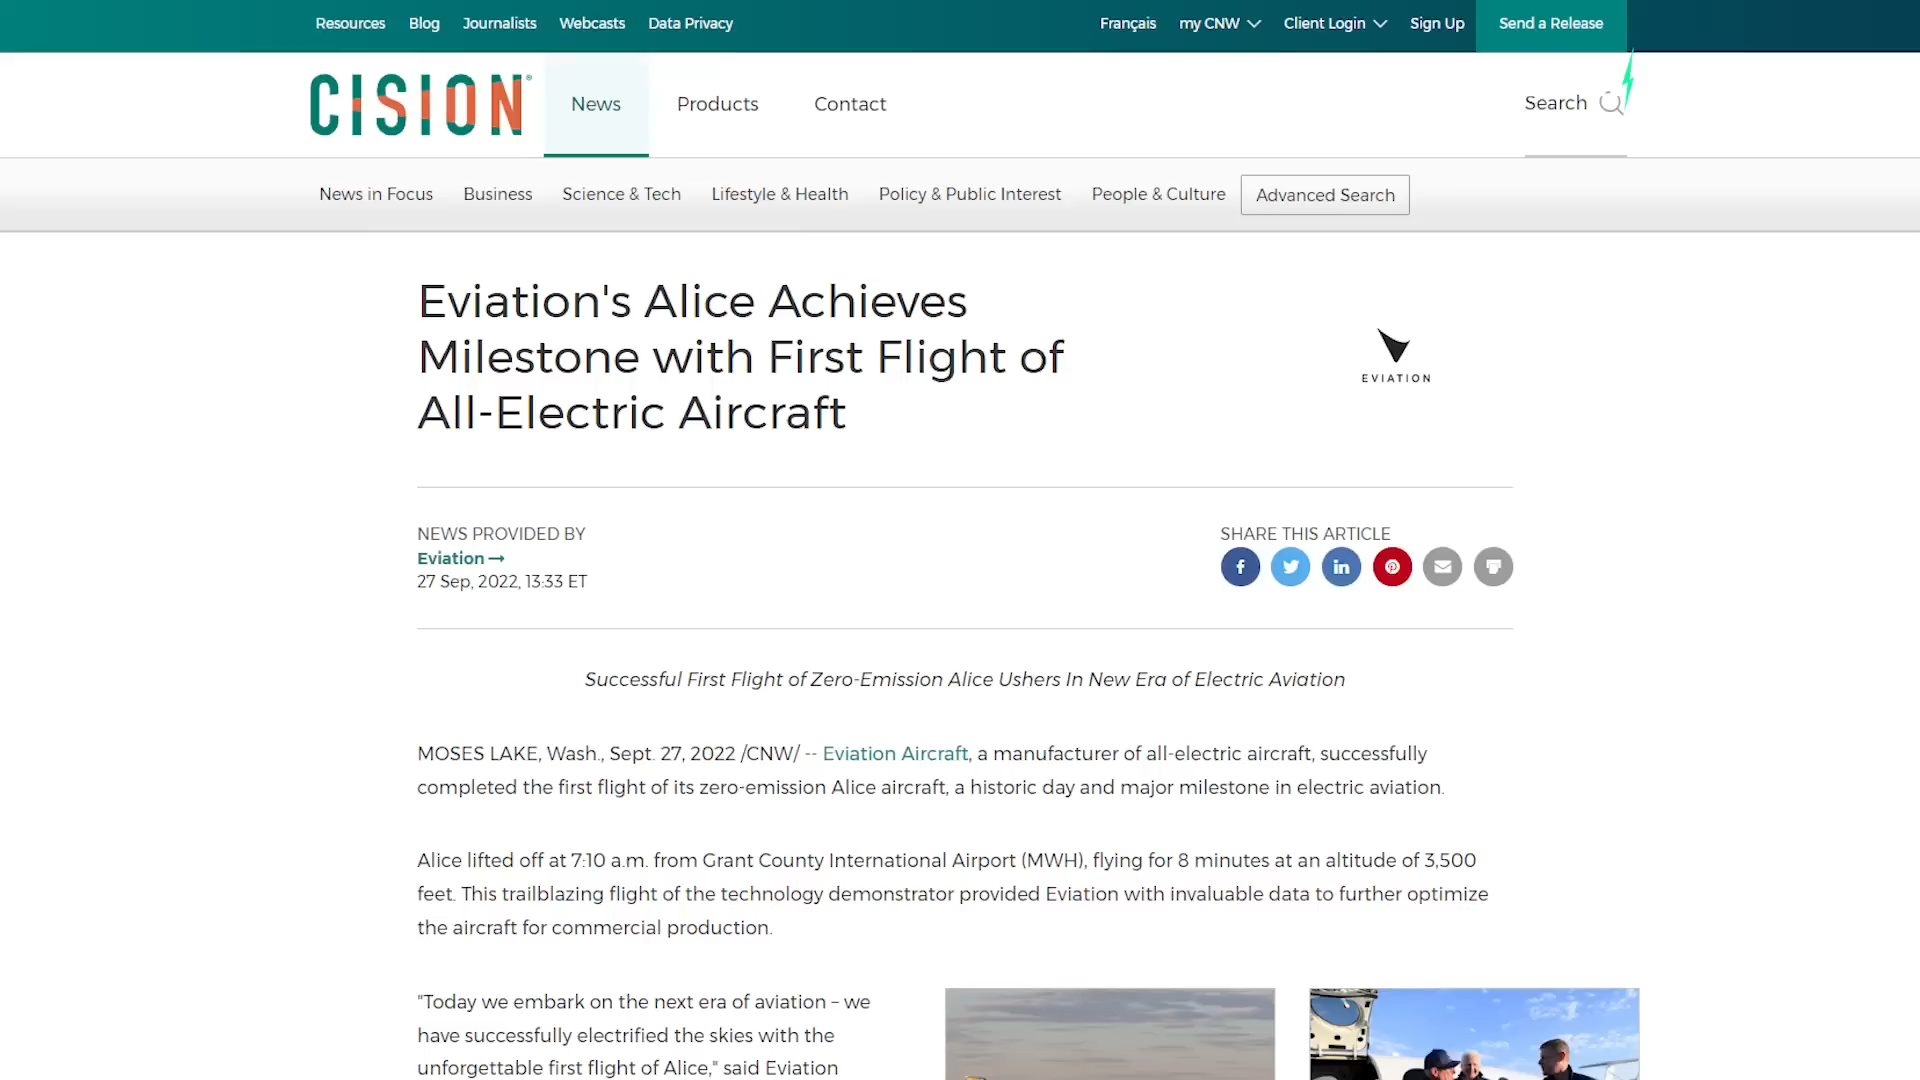 Resources Blog Journalists Webcasts Data Privacy Français my CNW Client Login Sign Up Send a Release
CISION® News Products Contact Search
News in Focus Business Science & Tech Lifestyle & Health Policy & Public Interest People & Culture Advanced Search
Eviation's Alice Achieves
Milestone with First Flight of
All-Electric Aircraft
EVIATION
NEWS PROVIDED BY
Eviation
27 Sep, 2022, 13:33 ET
SHARE THIS ARTICLE
Successful First Flight of Zero-Emission Alice Ushers In New Era of Electric Aviation
MOSES LAKE, Wash., Sept. 27, 2022 /CNW/ -- Eviation Aircraft, a manufacturer of all-electric aircraft, successfully
completed the first flight of its zero-emission Alice aircraft, a historic day and major milestone in electric aviation.
Alice lifted off at 7:10 a.m. from Grant County International Airport (MWH), flying for 8 minutes at an altitude of 3,500
feet. This trailblazing flight of the technology demonstrator provided Eviation with invaluable data to further optimize
the aircraft for commercial production.
"Today we embark on the next era of aviation – we
have successfully electrified the skies with the
unforgettable first flight of Alice," said Eviation